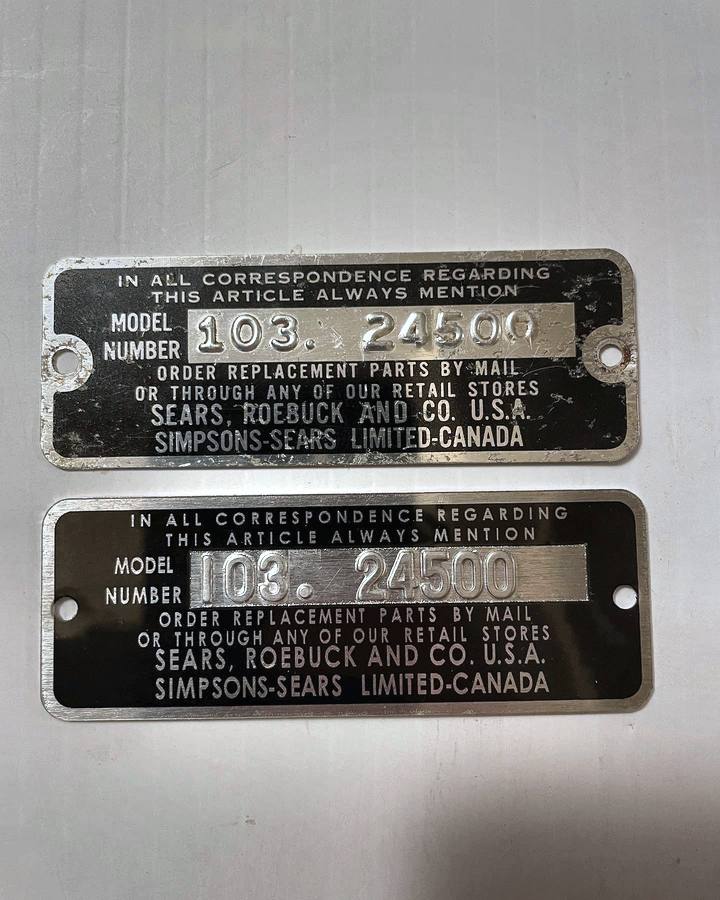 IN ALL CORRESPONDENCE REGARDING
THIS ARTICLE ALWAYS MENTION
MODEL NUMBER 103. 24500
ORDER REPLACEMENT PARTS BY MAIL
OR THROUGH ANY OF OUR RETAIL STORES
SEARS, ROEBUCK AND CO. U.S.A.
SIMPSONS-SEARS LIMITED-CANADA
IN ALL CORRESPONDENCE REGARDING
THIS ARTICLE ALWAYS MENTION
MODEL NUMBER 103. 24500
ORDER REPLACEMENT PARTS BY MAIL
OR THROUGH ANY OF OUR RETAIL STORES
SEARS, ROEBUCK AND CO. U.S.A.
SIMPSONS-SEARS LIMITED-CANADA